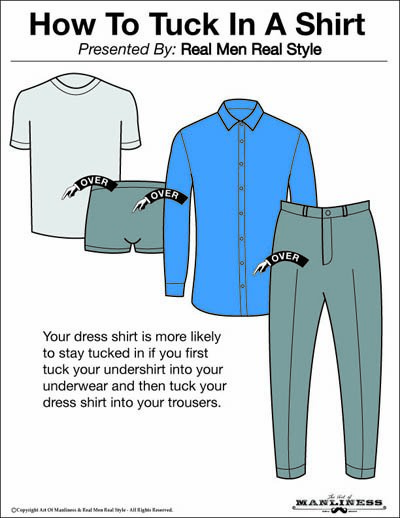 How To Tuck In A Shirt
Presented By: Real Men Real Style
OVER
OVER
OVER
Your dress shirt is more likely
to stay tucked in if you first
tuck your undershirt into your
underwear and then tuck your
dress shirt into your trousers.
The Art of
MANLINESS
©Copyright Art Of Manliness & Real Men Real Style - All Rights Reserved.